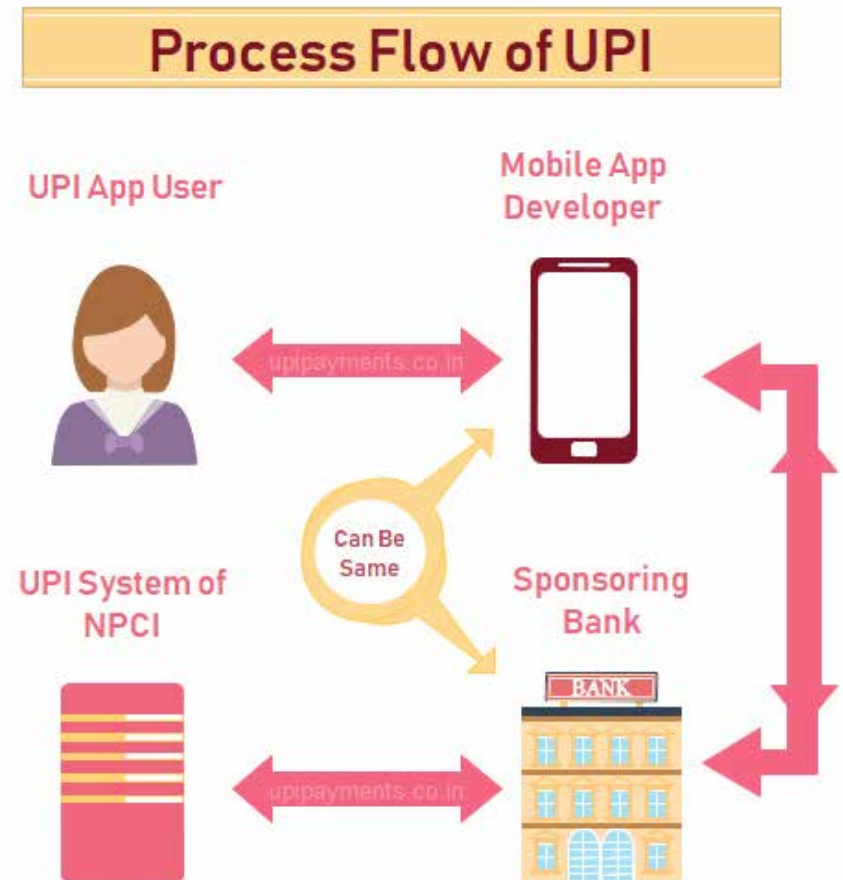 Process Flow of UPI
UPI App User
Mobile App
Developer
upipayments.co.in
Can Be
Same
UPI System of
NPCI
Sponsoring
Bank
BANK
upipayments.co.in